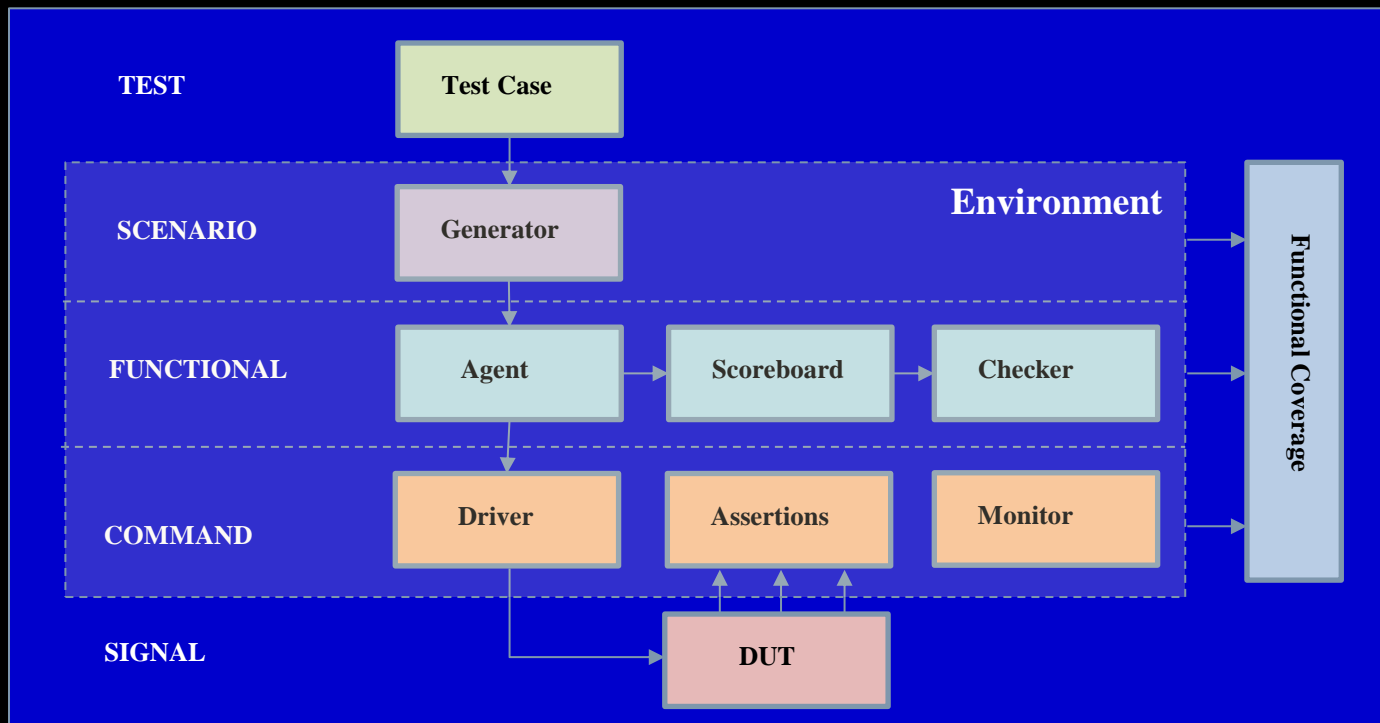 TEST
Test Case
Environment
SCENARIO
Generator
FUNCTIONAL
Agent
Scoreboard
Checker
Functional Coverage
COMMAND
Driver
Assertions
Monitor
SIGNAL
DUT